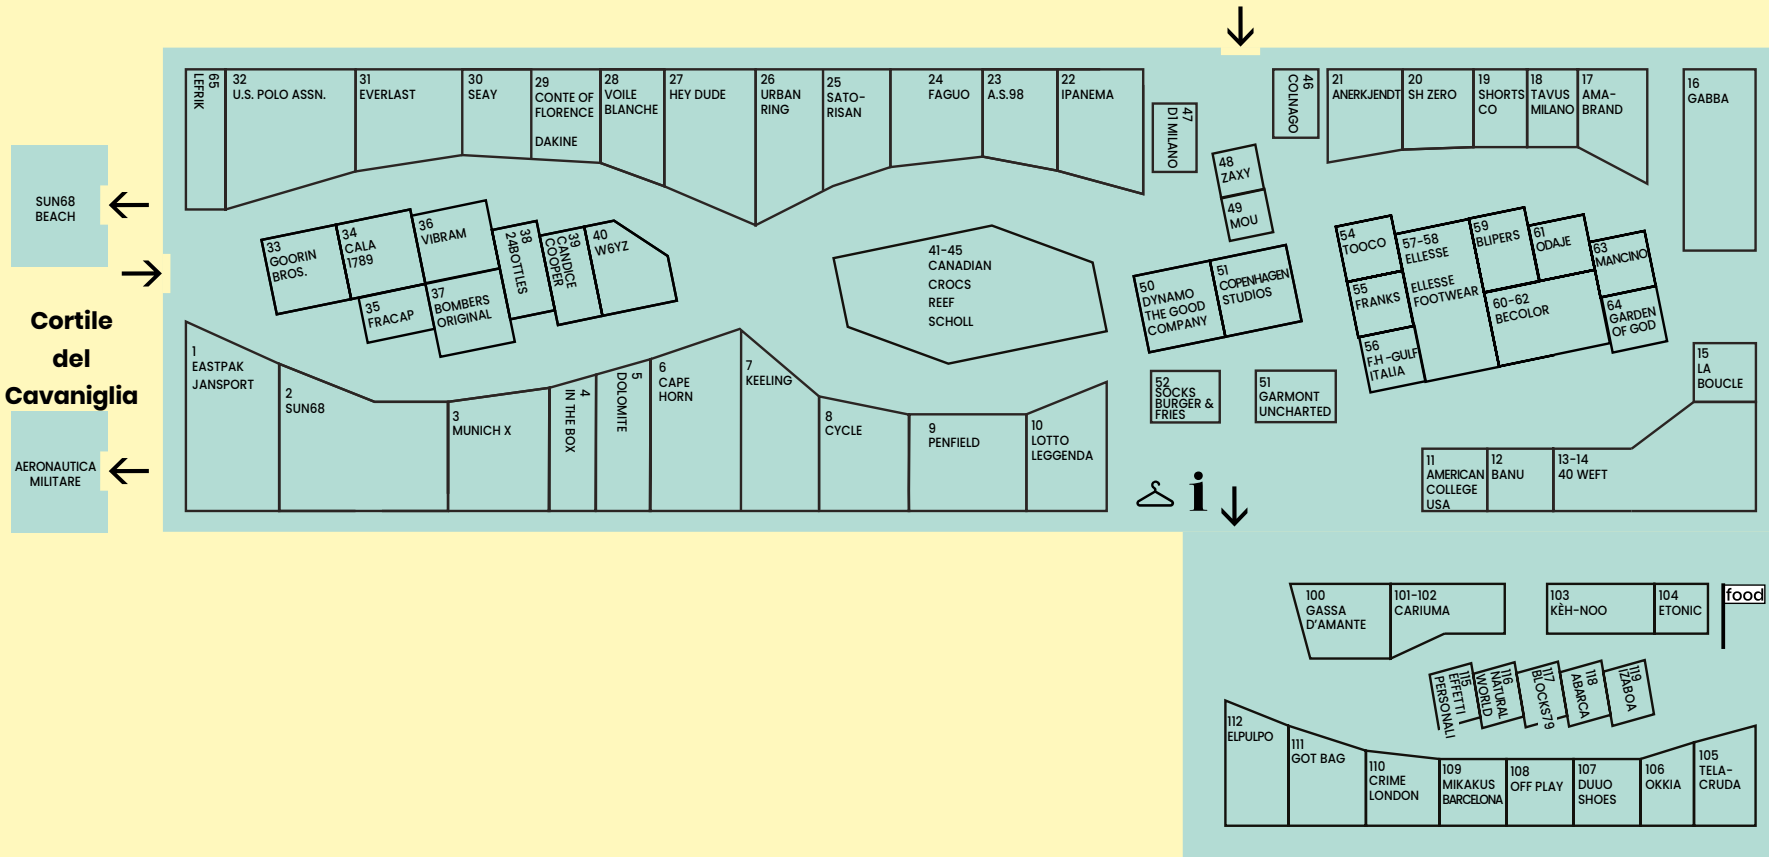 65
LEFRIK
32
U.S. POLO ASSN.
31
EVERLAST
30
SEAY
29
CONTE OF
FLORENCE
DAKINE
28
VOILE
BLANCHE
27
HEY DUDE
26
URBAN
RING
25
SATO-
RISAN
24
FAGUO
23
A.S.98
22
IPANEMA
47
D1 MILANO
46
COLNAGO
21
ANERKJENDT
20
SH ZERO
19
SHORTS
CO
18
TAVUS
MILANO
17
AMA-
BRAND
16
GABBA
SUN68
BEACH
Cortile
del
Cavaniglia
AERONAUTICA
MILITARE
33
GOORIN
BROS.
34
CALA
1789
35
FRACAP
36
VIBRAM
37
BOMBERS
ORIGINAL
38
24BOTTLES
39
CANDICE
COOPER
40
W6YZ
41-45
CANADIAN
CROCS
REEF
SCHOLL
48
ZAXY
49
MOU
50
DYNAMO
THE GOOD
COMPANY
51
COPENHAGEN
STUDIOS
54
TOOCO
55
FRANKS
56
F.H -GULF
ITALIA
57-58
ELLESSE
ELLESSE
FOOTWEAR
59
BLIPERS
61
ODAJE
60-62
BECOLOR
63
MANCINO
64
GARDEN
OF GOD
1
EASTPAK
JANSPORT
2
SUN68
3
MUNICH X
4
IN THE BOX
5
DOLOMITE
6
CAPE
HORN
7
KEELING
8
CYCLE
9
PENFIELD
10
LOTTO
LEGGENDA
52
SOCKS
BURGER &
FRIES
51
GARMONT
UNCHARTED
i
15
LA
BOUCLE
11
AMERICAN
COLLEGE
USA
12
BANU
13-14
40 WEFT
100
GASSA
D'AMANTE
101-102
CARIUMA
103
KÈH-NOO
104
ETONIC
food
115
EFFETTI
PERSONALI
116
NATURAL
WORLD
117
BLOCKS79
118
ABARCA
119
IZABOA
112
ELPULPO
111
GOT BAG
110
CRIME
LONDON
109
MIKAKUS
BARCELONA
108
OFF PLAY
107
DUUO
SHOES
106
OKKIA
105
TELA-
CRUDA